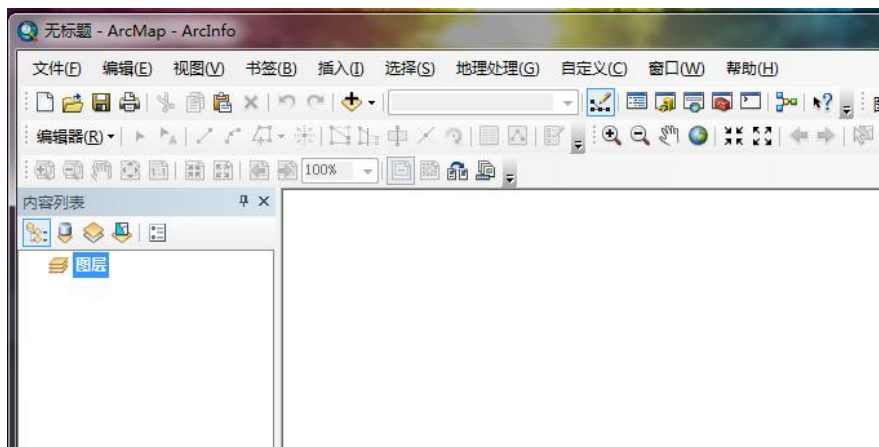 无标题 - ArcMap - ArcInfo
文件(F) 编辑(E) 视图(V) 书签(B) 插入(I) 选择(S) 地理处理(G) 自定义(C) 窗口(W) 帮助(H)
编辑器(R)
100%
内容列表
图层